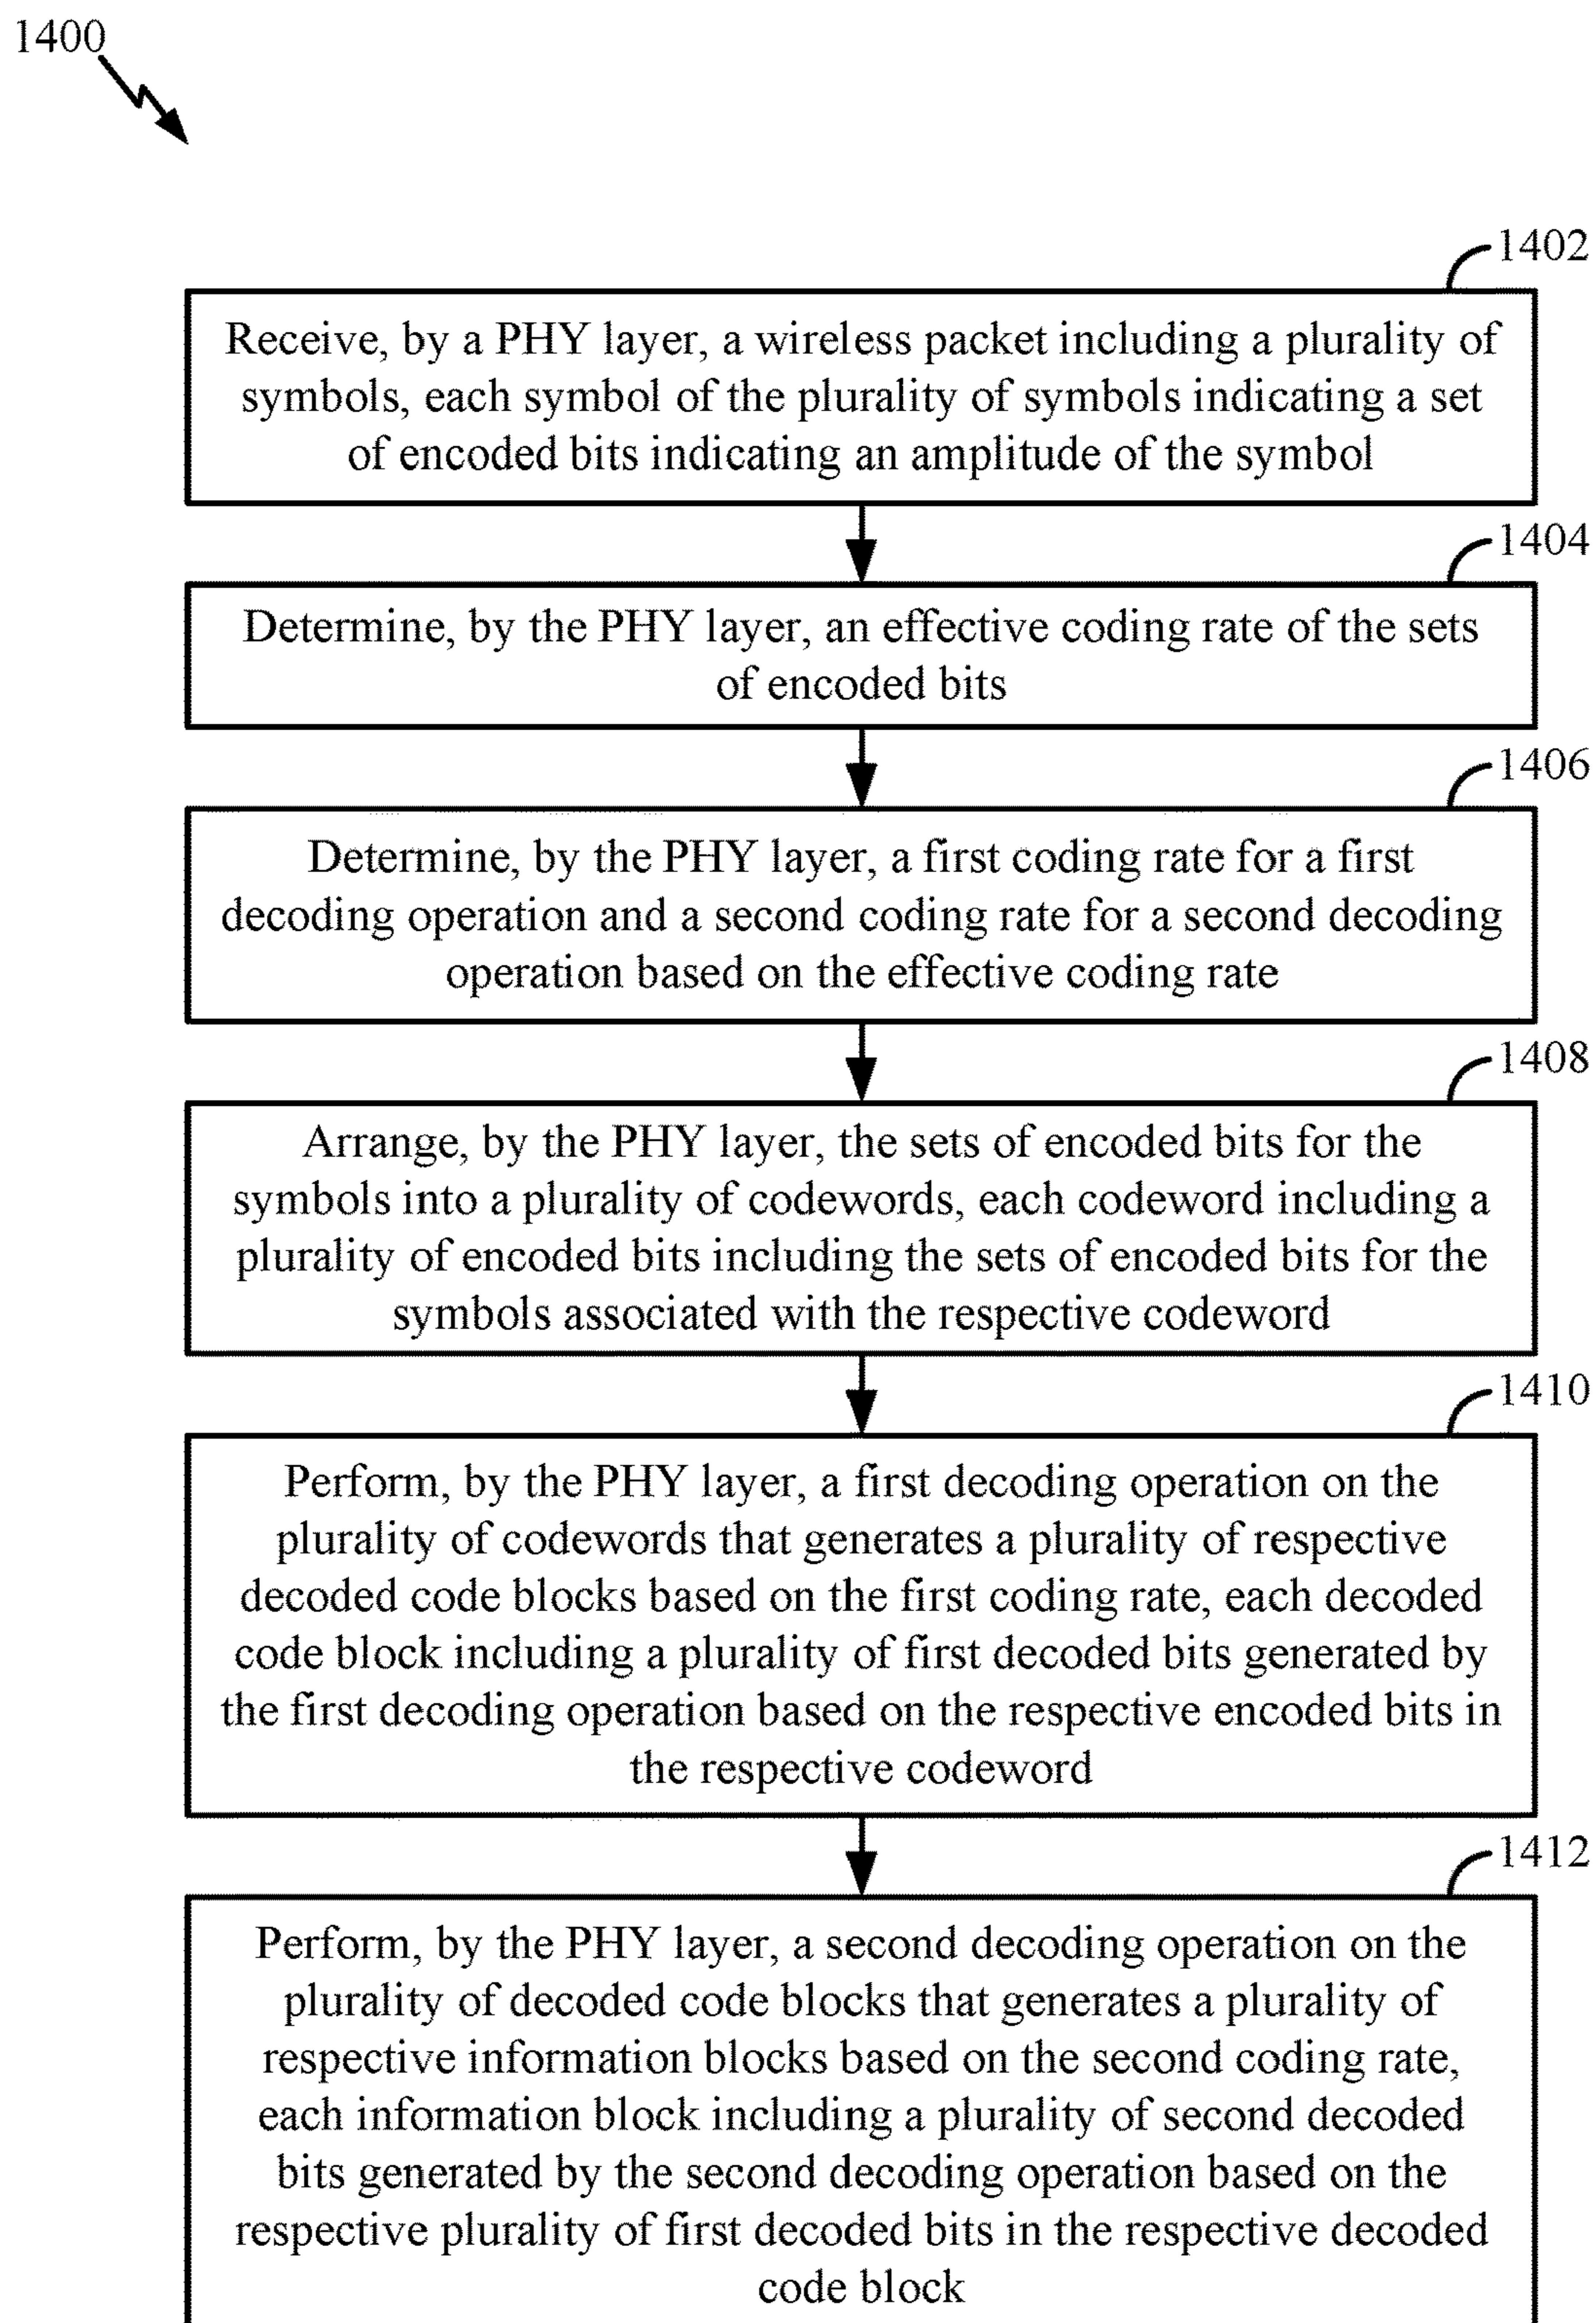 1400
1402
Receive, by a PHY layer, a wireless packet including a plurality of
symbols, each symbol of the plurality of symbols indicating a set
of encoded bits indicating an amplitude of the symbol
1404
Determine, by the PHY layer, an effective coding rate of the sets
of encoded bits
1406
Determine, by the PHY layer, a first coding rate for a first
decoding operation and a second coding rate for a second decoding
operation based on the effective coding rate
1408
Arrange, by the PHY layer, the sets of encoded bits for the
symbols into a plurality of codewords, each codeword including a
plurality of encoded bits including the sets of encoded bits for the
symbols associated with the respective codeword
1410
Perform, by the PHY layer, a first decoding operation on the
plurality of codewords that generates a plurality of respective
decoded code blocks based on the first coding rate, each decoded
code block including a plurality of first decoded bits generated by
the first decoding operation based on the respective encoded bits in
the respective codeword
1412
Perform, by the PHY layer, a second decoding operation on the
plurality of decoded code blocks that generates a plurality of
respective information blocks based on the second coding rate,
each information block including a plurality of second decoded
bits generated by the second decoding operation based on the
respective plurality of first decoded bits in the respective decoded
code block